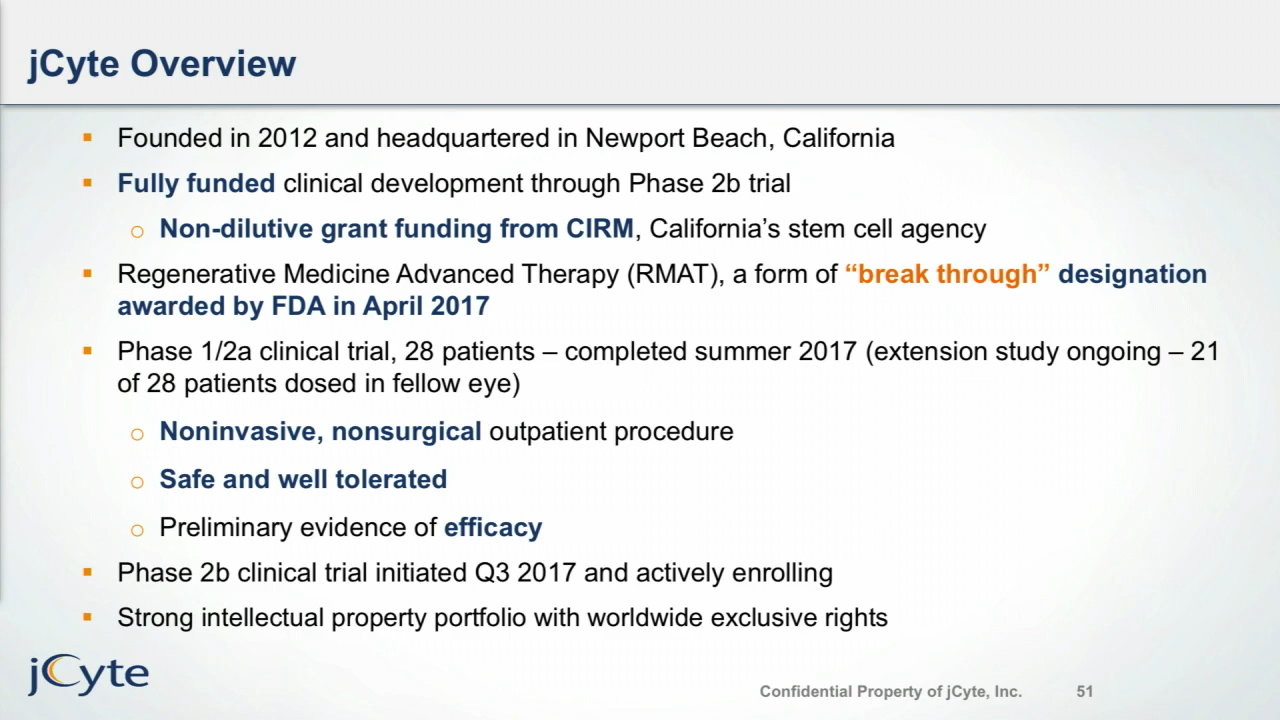 jCyte Overview
▪ Founded in 2012 and headquartered in Newport Beach, California
▪ Fully funded clinical development through Phase 2b trial
o Non-dilutive grant funding from CIRM, California’s stem cell agency
▪ Regenerative Medicine Advanced Therapy (RMAT), a form of “break through” designation
awarded by FDA in April 2017
▪ Phase 1/2a clinical trial, 28 patients – completed summer 2017 (extension study ongoing – 21
of 28 patients dosed in fellow eye)
o Noninvasive, nonsurgical outpatient procedure
o Safe and well tolerated
o Preliminary evidence of efficacy
▪ Phase 2b clinical trial initiated Q3 2017 and actively enrolling
▪ Strong intellectual property portfolio with worldwide exclusive rights
jCyte
Confidential Property of jCyte, Inc. 51